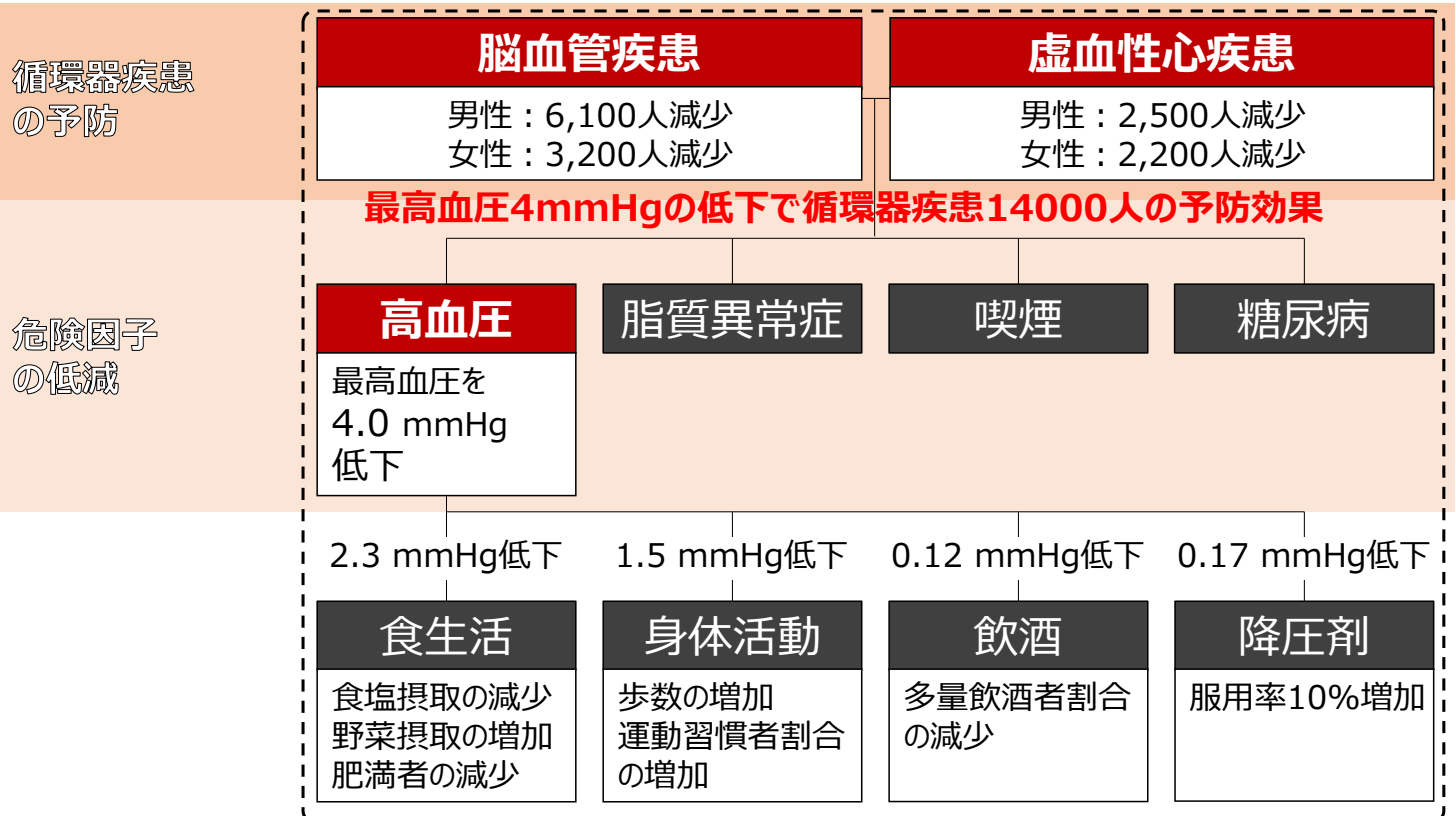 循環器疾患
の予防
脳血管疾患
男性：6,100人減少
女性：3,200人減少
虚血性心疾患
男性：2,500人減少
女性：2,200人減少
最高血圧4mmHgの低下で循環器疾患14000人の予防効果
危険因子
の低減
高血圧
最高血圧を
4.0 mmHg
低下
脂質異常症
喫煙
糖尿病
2.3 mmHg低下
1.5 mmHg低下
0.12 mmHg低下
0.17 mmHg低下
食生活
食塩摂取の減少
野菜摂取の増加
肥満者の減少
身体活動
歩数の増加
運動習慣者割合
の増加
飲酒
多量飲酒者割合
の減少
降圧剤
服用率10%増加